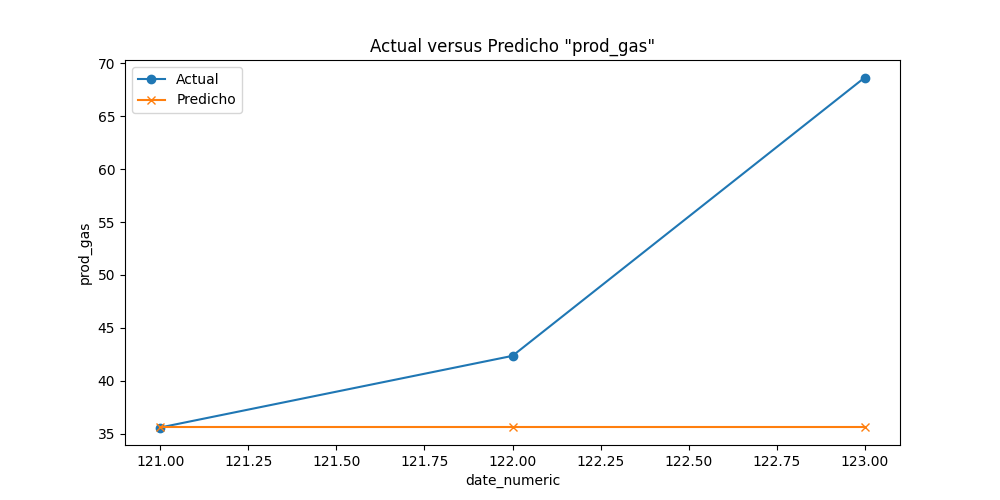 Actual versus Predicho "prod_gas"
Actual
Predicho
prod_gas
70
65
60
55
50
45
40
35
121.00 121.25 121.50 121.75 122.00 122.25 122.50 122.75 123.00
date_numeric